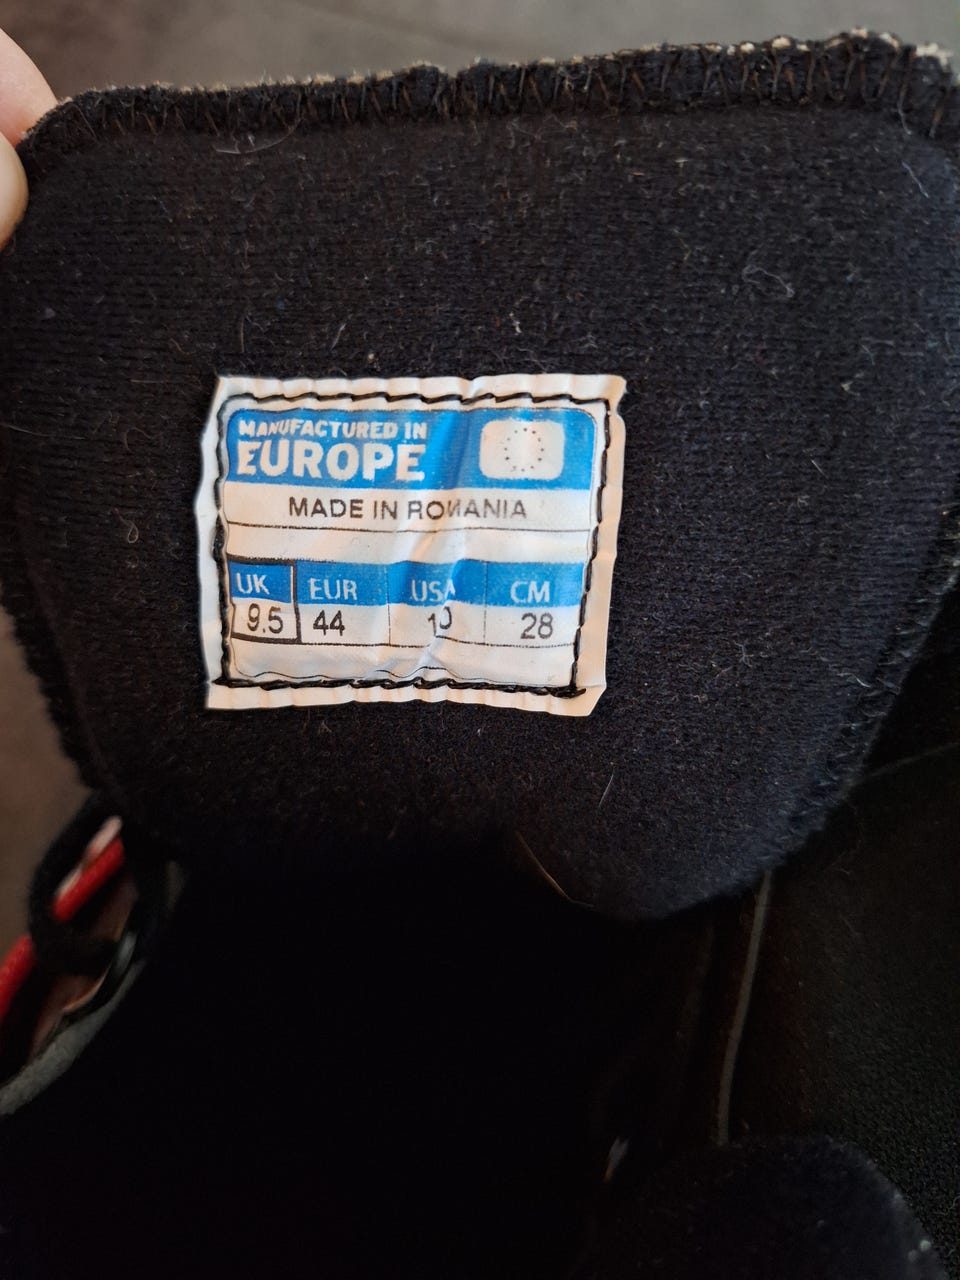 MANUFACTURED IN
EUROPE
MADE IN ROMANIA
UK EUR USA CM
9.5 44 10 28